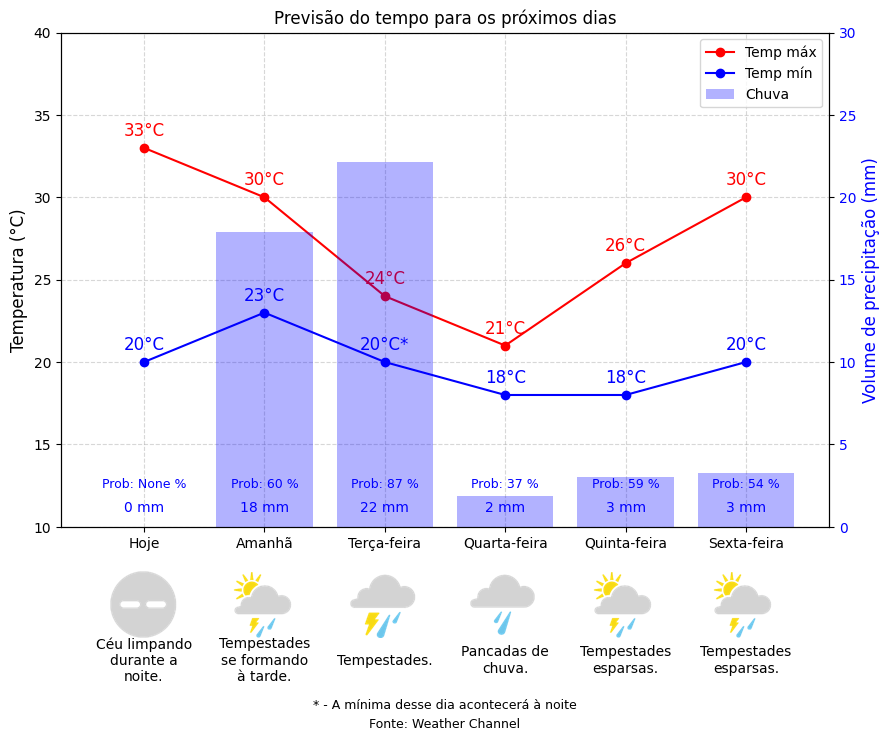 Previsão do tempo para os próximos dias
40
35
30
25
20
15
10
Temperatura (°C)
30
25
20
15
10
5
0
Volume de precipitação (mm)
Temp máx
Temp mín
Chuva
33°C
30°C
24°C
21°C
26°C
30°C
20°C
23°C
20°C*
18°C
18°C
20°C
Prob: None %
Prob: 60 %
Prob: 87 %
Prob: 37 %
Prob: 59 %
Prob: 54 %
0 mm
18 mm
22 mm
2 mm
3 mm
3 mm
Hoje
Amanhã
Terça-feira
Quarta-feira
Quinta-feira
Sexta-feira
Céu limpando
durante a
noite.
Tempestades
se formando
à tarde.
Tempestades.
Pancadas de
chuva.
Tempestades
esparsas.
Tempestades
esparsas.
* - A mínima desse dia acontecerá à noite
Fonte: Weather Channel